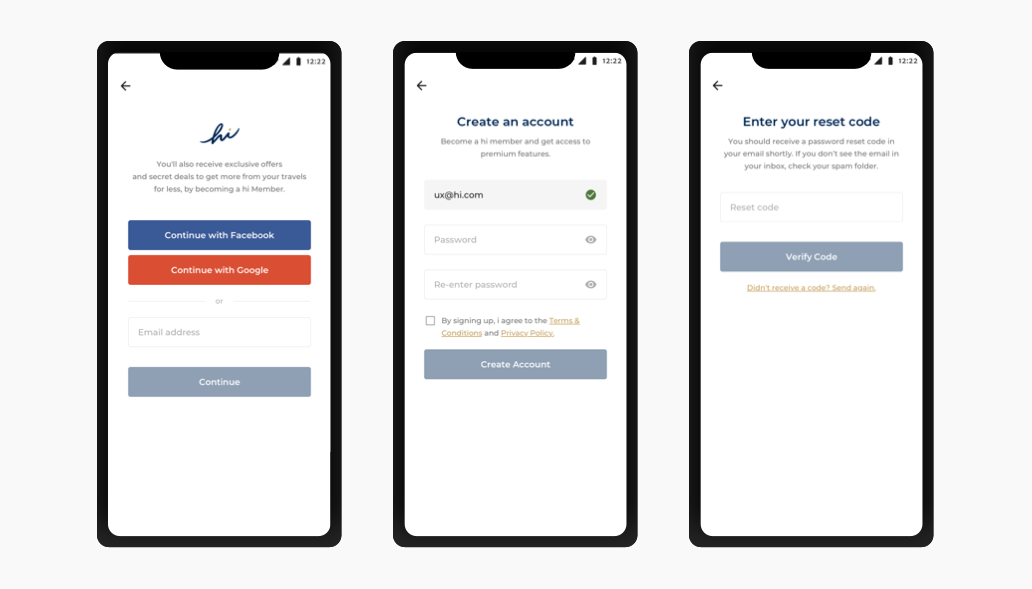 12:22
hi
You'll also receive exclusive offers
and secret deals to get more from your travels
for less, by becoming a hi Member.
Continue with Facebook
Continue with Google
or
Email address
Continue
12:22
Create an account
Become a hi member and get access to
premium features.
ux@hi.com
Password
Re-enter password
By signing up, i agree to the Terms &
Conditions and Privacy Policy.
Create Account
12:22
Enter your reset code
You should receive a password reset code in
your email shortly. If you don't see the email in
your inbox, check your spam folder.
Reset code
Verify Code
Didn't receive a code? Send again.